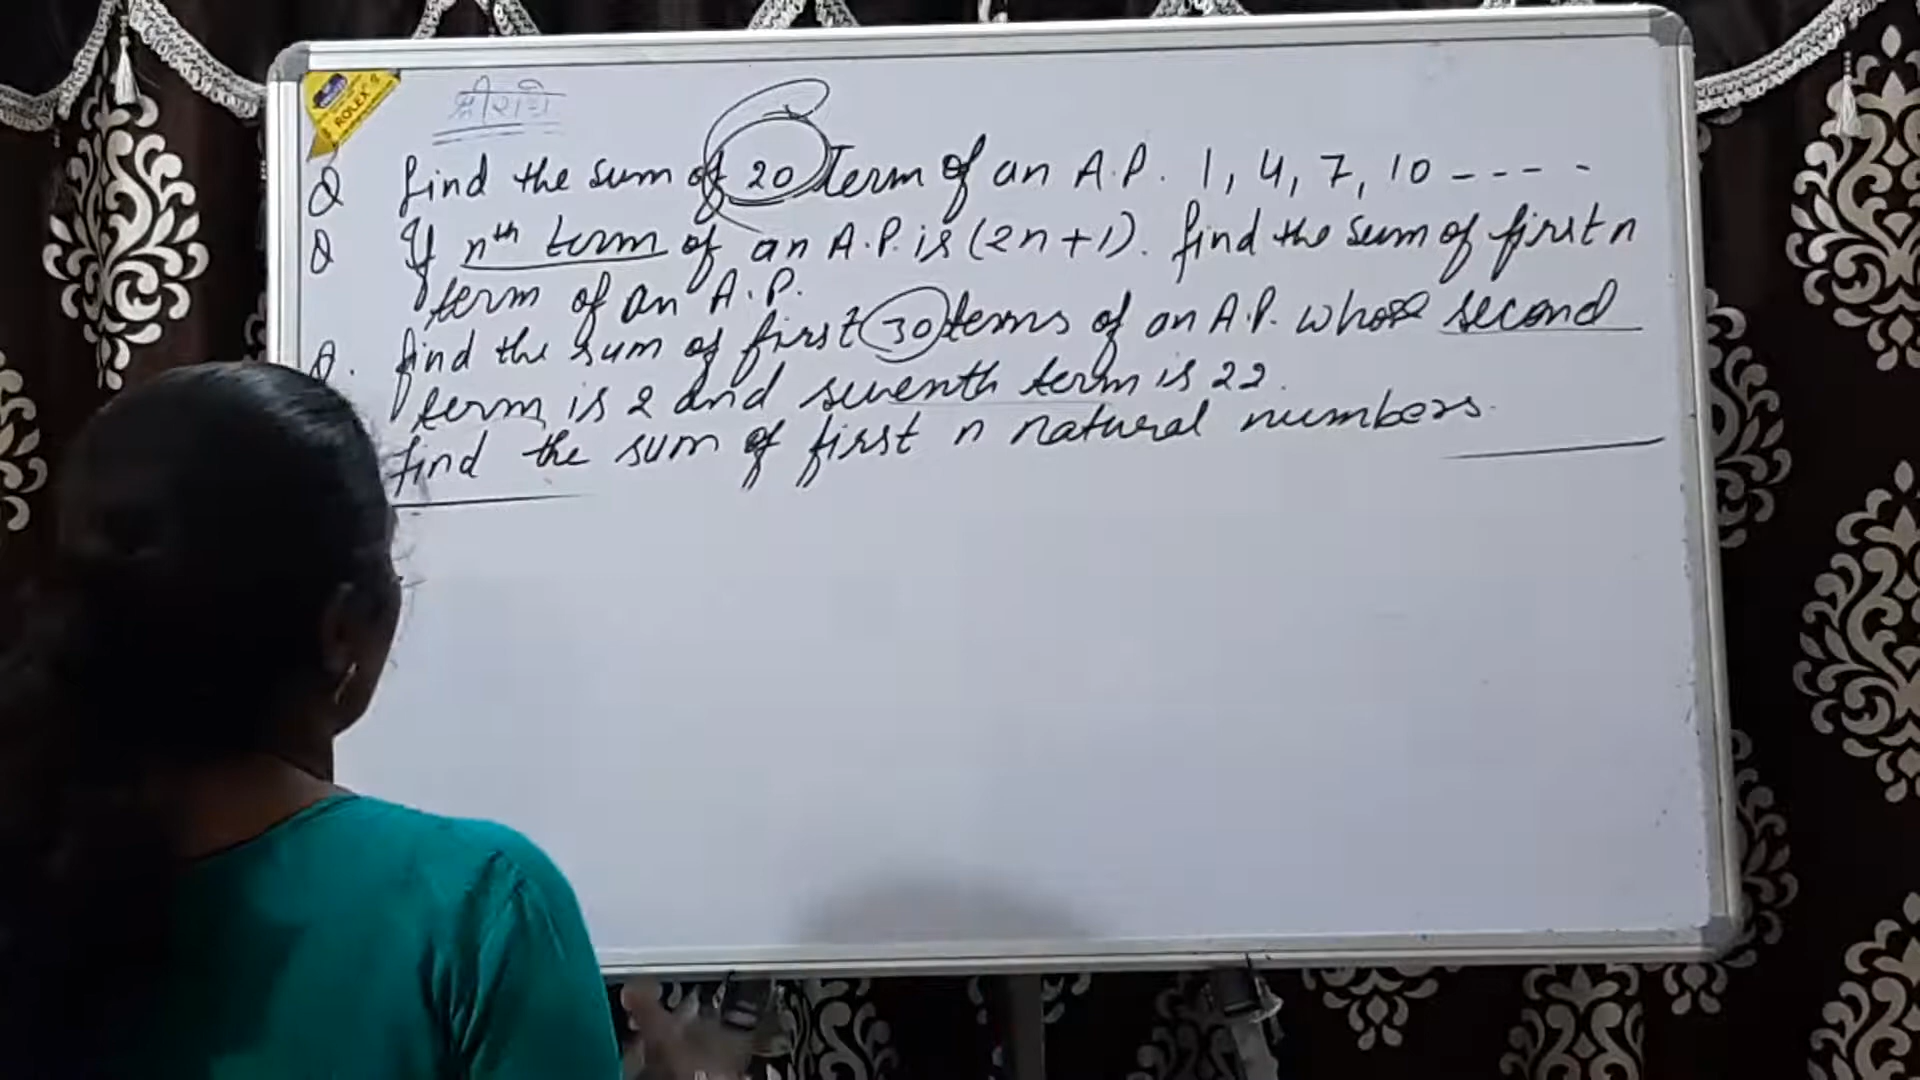 श्री राधे
ROLEX
Q find the sum of 20 Term of an A.P. 1, 4, 7, 10 ---- -
Q If nth term of an A.P. is (2n+1). find the sum of first n
term of an A.P.
Q. find the sum of first 30 terms of an A.P. whose second
term is 2 and seventh term is 22.
find the sum of first n natural numbers.